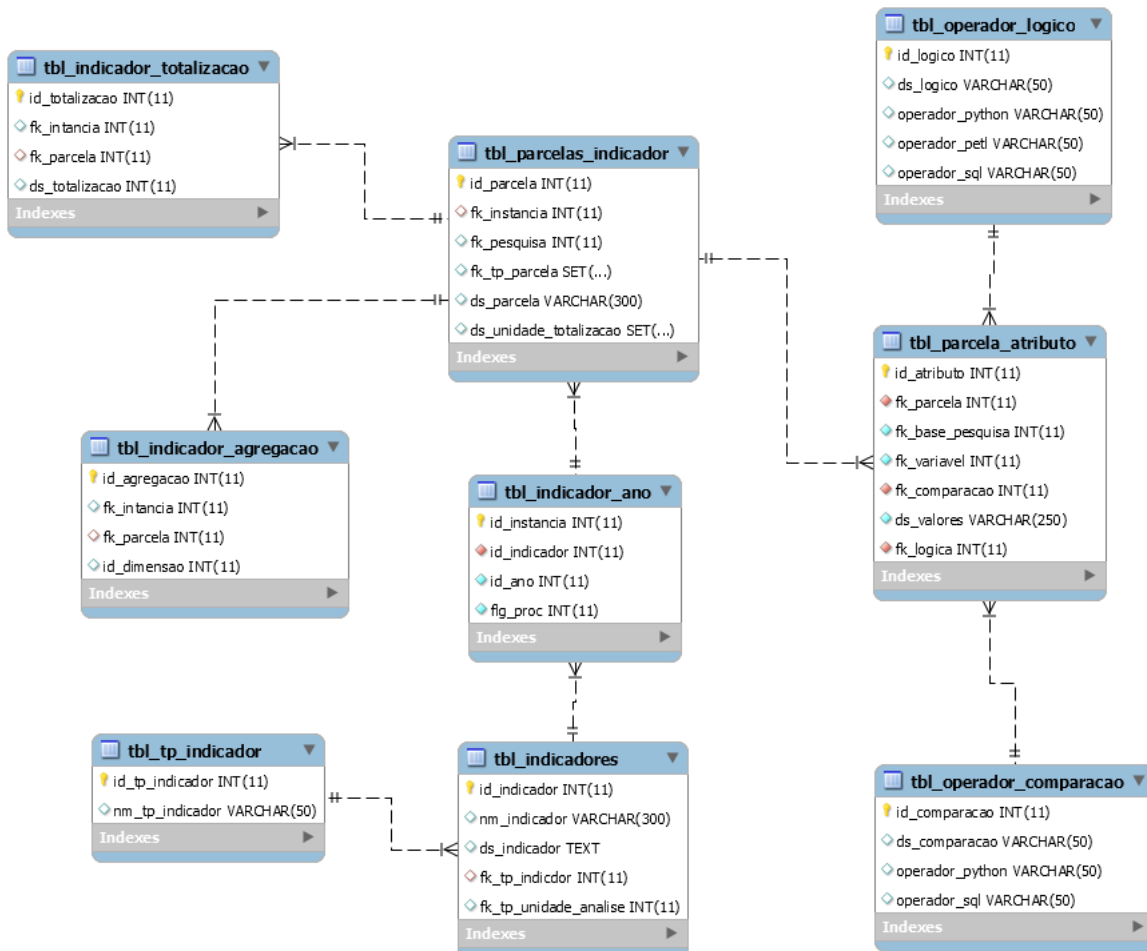 tbl_indicador_totalizacao
id_totalizacao INT(11)
fk_intância INT(11)
fk_parcela INT(11)
ds_totalizacao INT(11)
Indexes
tbl_operador_logico
id_logico INT(11)
ds_logico VARCHAR(50)
operador_python VARCHAR(50)
operador_petl VARCHAR(50)
operador_sql VARCHAR(50)
Indexes
tbl_parcelas_indicador
id_parcela INT(11)
fk_instância INT(11)
fk_pesquisa INT(11)
fk_tp_parcela SET(...)
ds_parcela VARCHAR(300)
ds_unidade_totalizacao SET(...)
Indexes
tbl_parcela_atributo
id_atributo INT(11)
fk_parcela INT(11)
fk_base_pesquisa INT(11)
fk_variavel INT(11)
fk_comparacao INT(11)
ds_valores VARCHAR(250)
fk_logica INT(11)
Indexes
tbl_indicador_agregacao
id_agregacao INT(11)
fk_intância INT(11)
fk_parcela INT(11)
id_dimensao INT(11)
Indexes
tbl_indicador_ano
id_instância INT(11)
id_indicador INT(11)
id_ano INT(11)
flg_proc INT(11)
Indexes
tbl_tp_indicador
id_tp_indicador INT(11)
nm_tp_indicador VARCHAR(50)
Indexes
tbl_indicadores
id_indicador INT(11)
nm_indicador VARCHAR(300)
ds_indicador TEXT
fk_tp_indicdor INT(11)
fk_tp_unidade_analise INT(11)
Indexes
tbl_operador_comparacao
id_comparacao INT(11)
ds_comparacao VARCHAR(50)
operador_python VARCHAR(50)
operador_sql VARCHAR(50)
Indexes